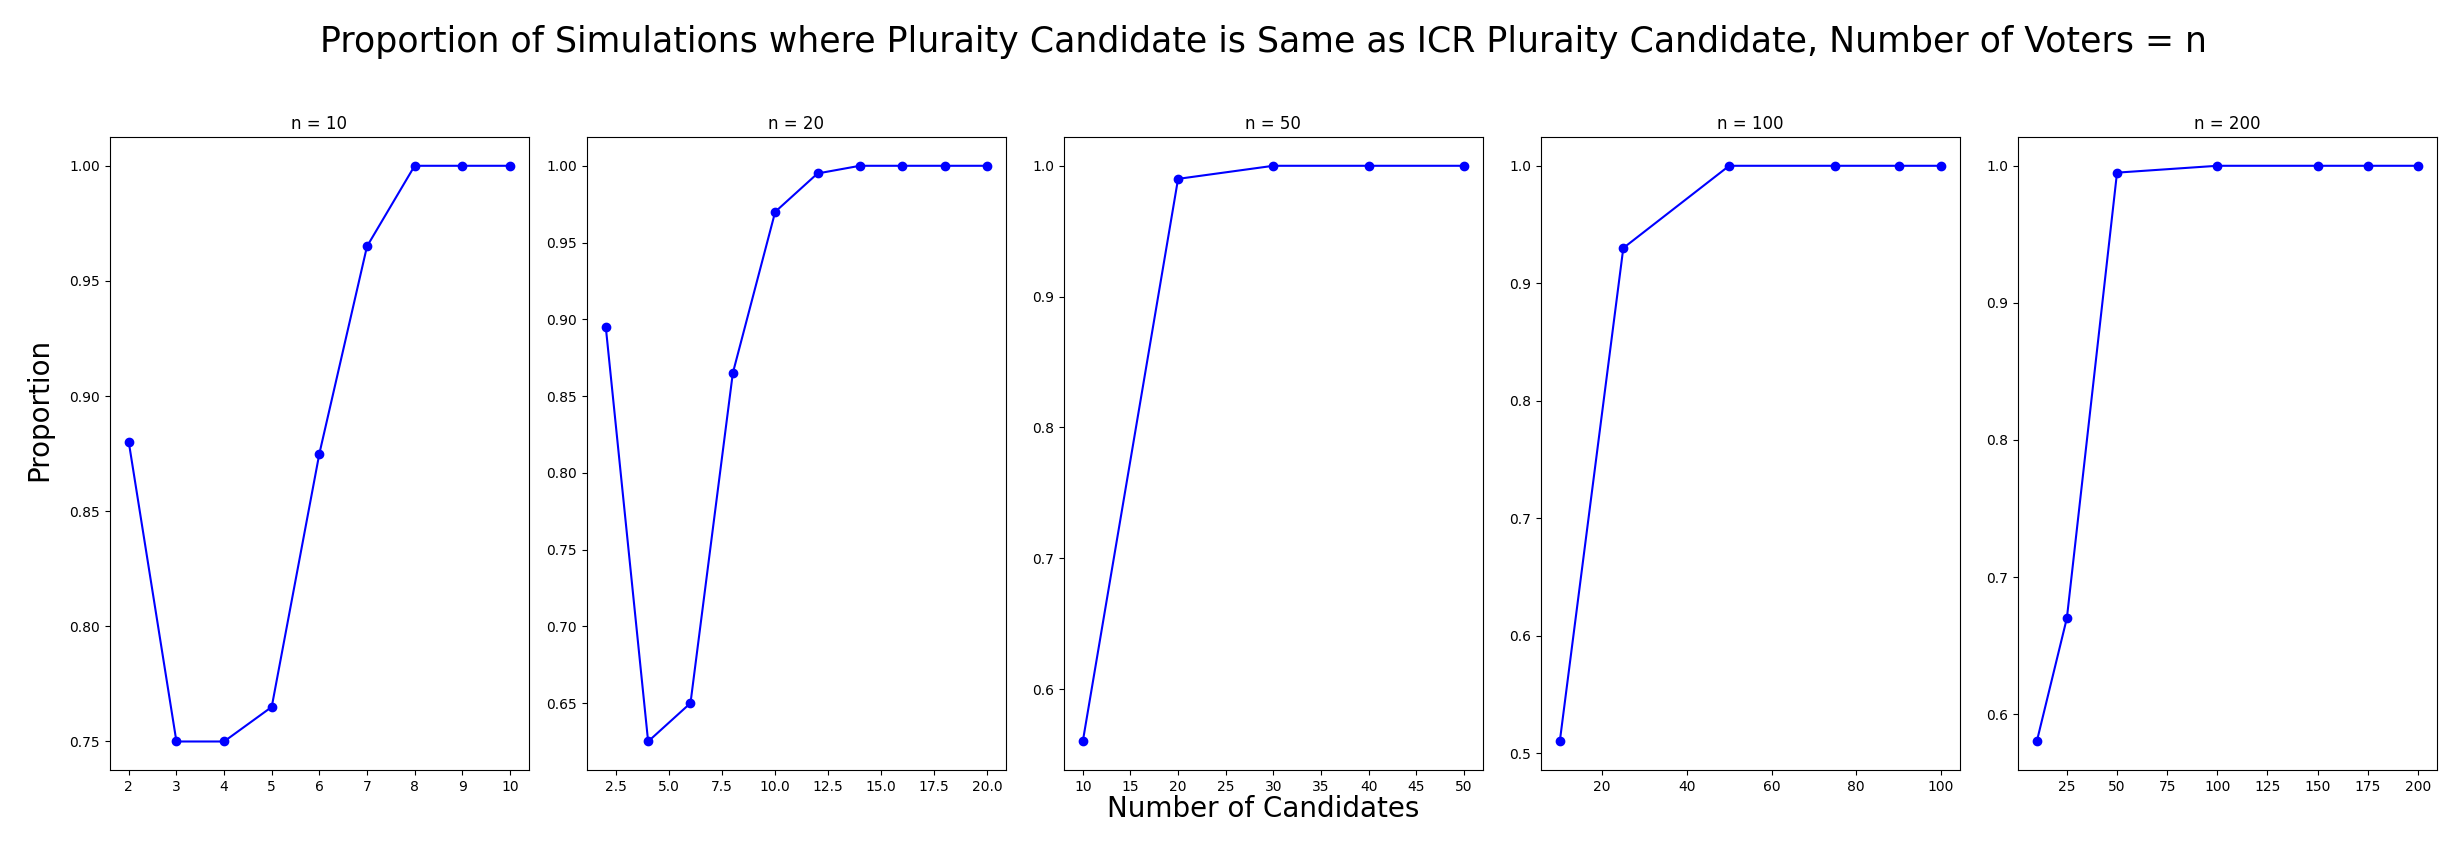 Proportion of Simulations where Pluraity Candidate is Same as ICR Pluraity Candidate, Number of Voters = n
Proportion
n = 10
1.00
0.95
0.90
0.85
0.80
0.75
2 3 4 5 6 7 8 9 10
n = 20
1.00
0.95
0.90
0.85
0.80
0.75
0.70
0.65
2.5 5.0 7.5 10.0 12.5 15.0 17.5 20.0
n = 50
1.0
0.9
0.8
0.7
0.6
10 15 20 25 30 35 40 45 50
n = 100
1.0
0.9
0.8
0.7
0.6
0.5
20 40 60 80 100
n = 200
1.0
0.9
0.8
0.7
0.6
25 50 75 100 125 150 175 200
Number of Candidates